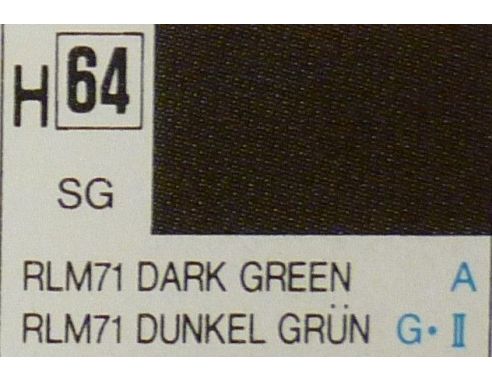 H 64
SG
RLM71 DARK GREEN A
RLM71 DUNKEL GRÜN G・Ⅱ